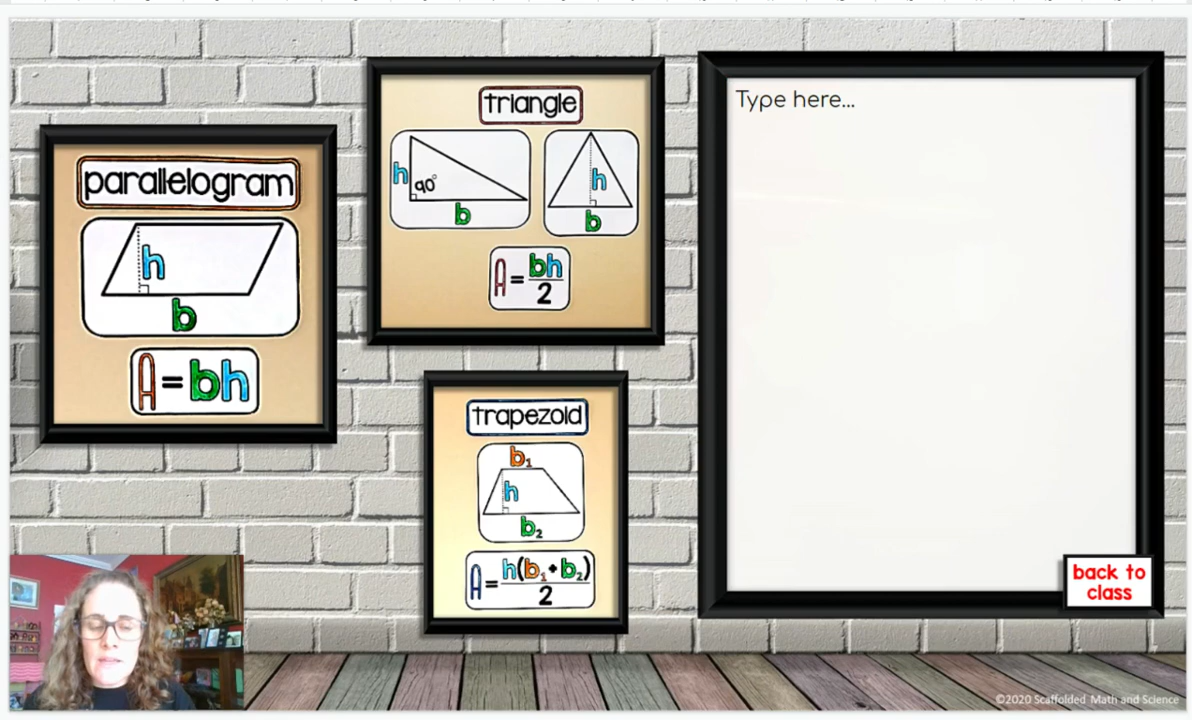 parallelogram
h
b
A=bh
triangle
h
90°
b
h
b
A=bh
2
trapezoid
b₁
h
b₂
A=h(b₁+b₂)
2
Type here...
back to
class
©2020 Scaffolded Math and Science